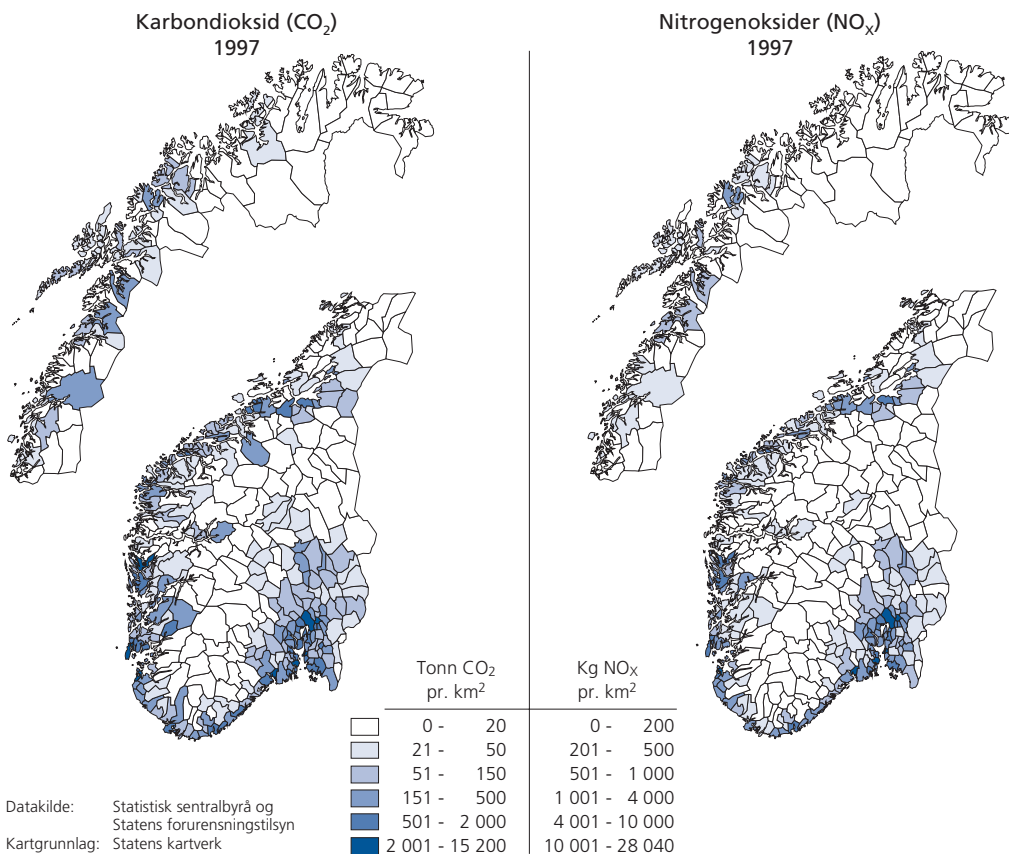 Karbondioksid (CO₂)
1997
Nitrogenoksider (NOₓ)
1997
Tonn CO₂
pr. km²
Kg NOₓ
pr. km²
0 - 20
0 - 200
21 - 50
201 - 500
51 - 150
501 - 1 000
151 - 500
1 001 - 4 000
501 - 2 000
4 001 - 10 000
2 001 - 15 200
10 001 - 28 040
Datakilde: Statistisk sentralbyrå og
Statens forurensningstilsyn
Kartgrunnlag: Statens kartverk